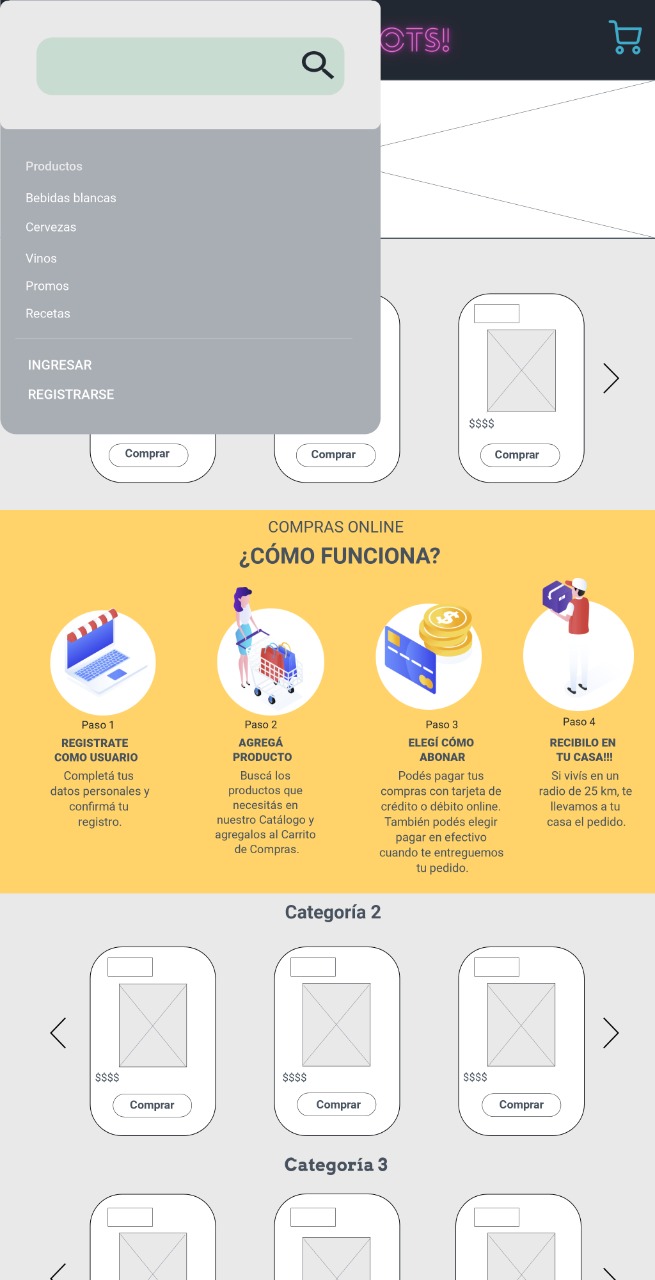 OTS!
Productos
Bebidas blancas
Cervezas
Vinos
Promos
Recetas
INGRESAR
REGISTRARSE
$$$$
Comprar
Comprar
Comprar
COMPRAS ONLINE
¿CÓMO FUNCIONA?
Paso 1
REGISTRATE
COMO USUARIO
Completá tus
datos personales y
confirmá tu
registro.
Paso 2
AGREGÁ
PRODUCTO
Buscá los
productos que
necesitás en
nuestro Catálogo y
agregalos al Carrito
de Compras.
Paso 3
ELEGÍ CÓMO
ABONAR
Podés pagar tus
compras con tarjeta de
crédito o débito online.
También podés elegir
pagar en efectivo
cuando te entreguemos
tu pedido.
Paso 4
RECIBILO EN
TU CASA!!!
Si vivís en un
radio de 25 km, te
llevamos a tu
casa el pedido.
Categoría 2
$$$$
$$$$
$$$$
Comprar
Comprar
Comprar
Categoría 3